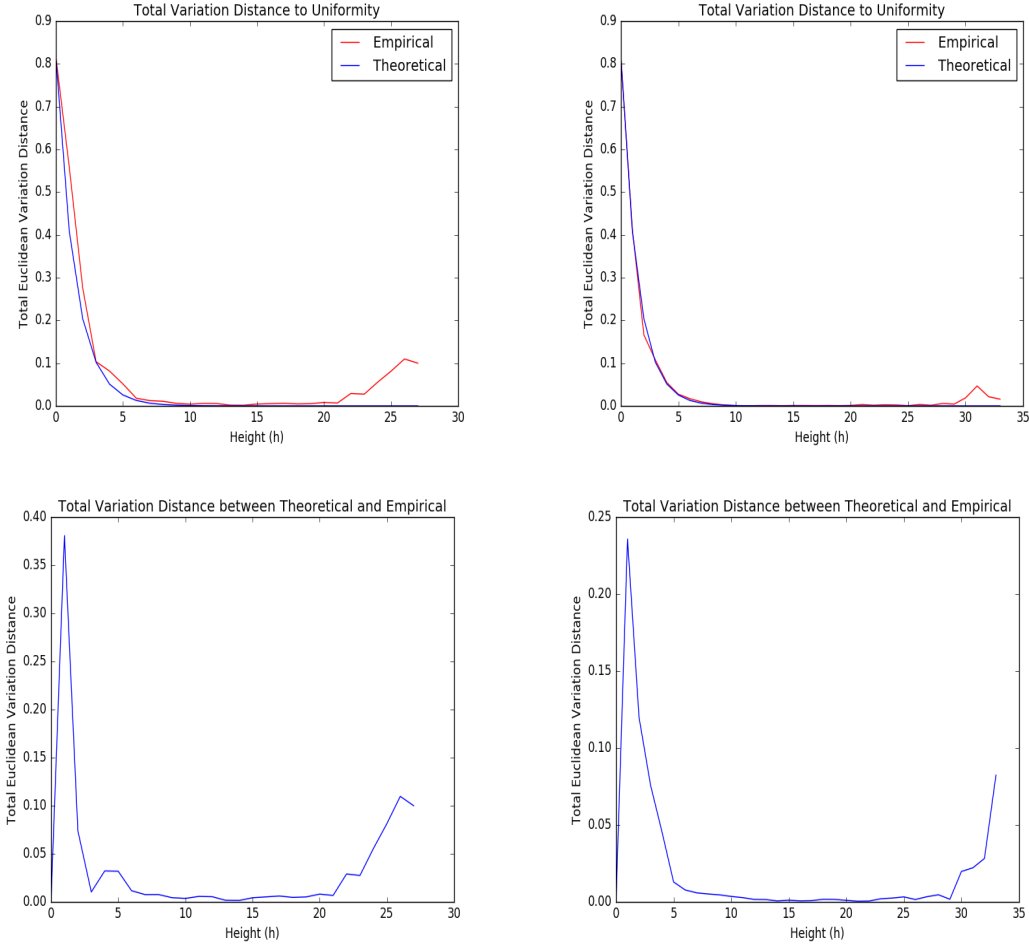 Total Variation Distance to Uniformity
0.9
0.8
0.7
0.6
0.5
0.4
0.3
0.2
0.1
0.0
Total Euclidean Variation Distance
Empirical
Theoretical
0 5 10 15 20 25 30
Height (h)
Total Variation Distance to Uniformity
0.9
0.8
0.7
0.6
0.5
0.4
0.3
0.2
0.1
0.0
Total Euclidean Variation Distance
Empirical
Theoretical
0 5 10 15 20 25 30 35
Height (h)
Total Variation Distance between Theoretical and Empirical
0.40
0.35
0.30
0.25
0.20
0.15
0.10
0.05
0.00
Total Euclidean Variation Distance
0 5 10 15 20 25 30
Height (h)
Total Variation Distance between Theoretical and Empirical
0.25
0.20
0.15
0.10
0.05
0.00
Total Euclidean Variation Distance
0 5 10 15 20 25 30 35
Height (h)